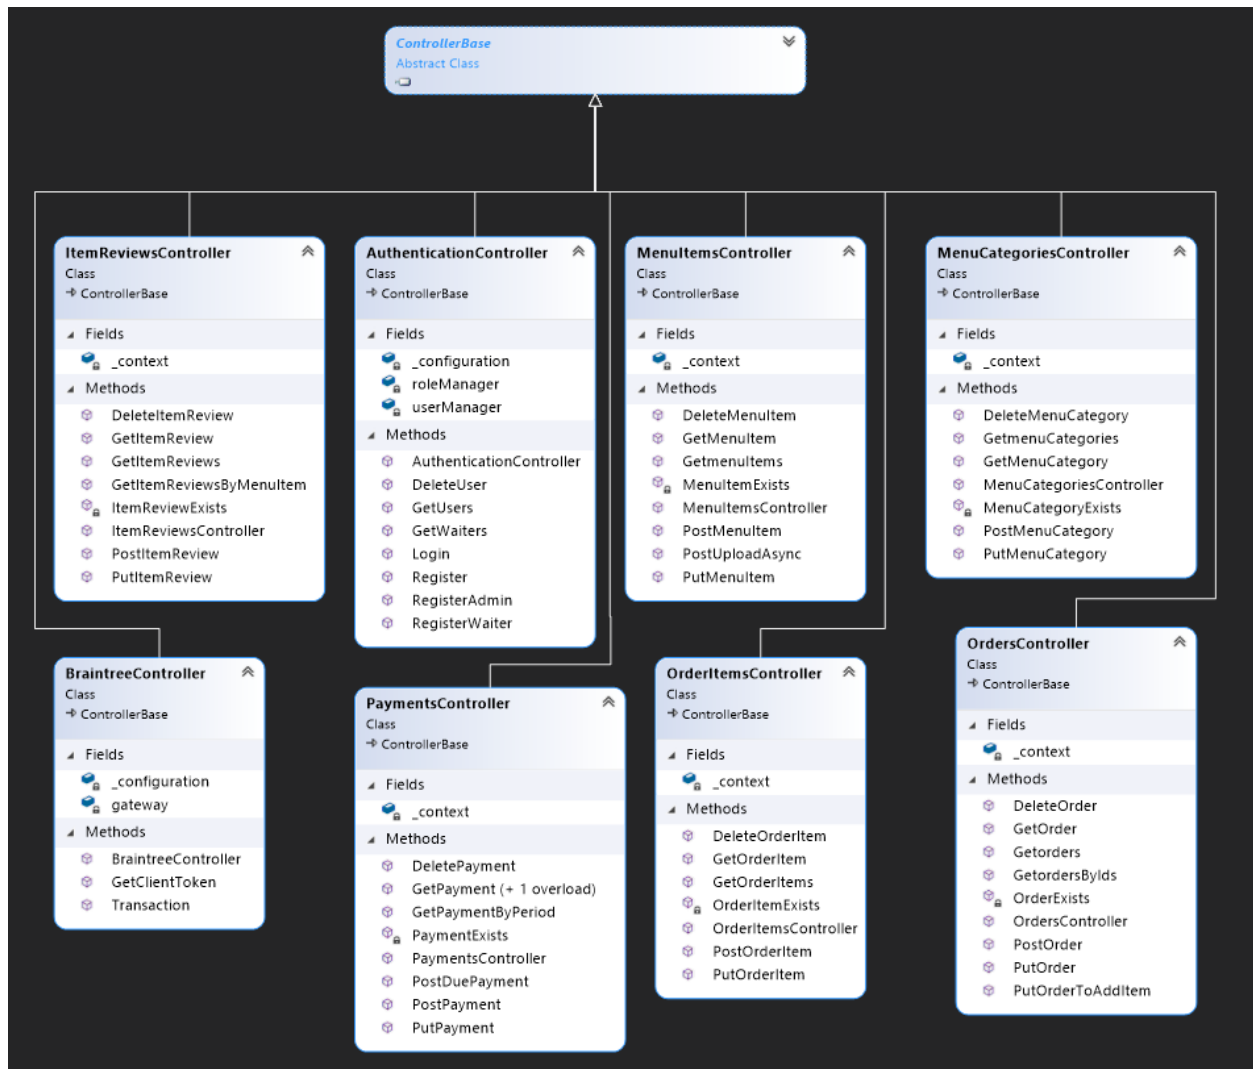 ControllerBase
Abstract Class
ItemReviewsController
Class
ControllerBase
Fields
_context
Methods
DeleteItemReview
GetItemReview
GetItemReviews
GetItemReviewsByMenuItem
ItemReviewExists
ItemReviewsController
PostItemReview
PutItemReview
AuthenticationController
Class
ControllerBase
Fields
_configuration
roleManager
userManager
Methods
AuthenticationController
DeleteUser
GetUsers
GetWaiters
Login
Register
RegisterAdmin
RegisterWaiter
MenuItemsController
Class
ControllerBase
Fields
_context
Methods
DeleteMenuItem
GetMenuItem
GetmenuItems
MenuItemExists
MenuItemsController
PostMenuItem
PostUploadAsync
PutMenuItem
MenuCategoriesController
Class
ControllerBase
Fields
_context
Methods
DeleteMenuCategory
GetmenuCategories
GetMenuCategory
MenuCategoriesController
MenuCategoryExists
PostMenuCategory
PutMenuCategory
BraintreeController
Class
ControllerBase
Fields
_configuration
gateway
Methods
BraintreeController
GetClientToken
Transaction
PaymentsController
Class
ControllerBase
Fields
_context
Methods
DeletePayment
GetPayment (+ 1 overload)
GetPaymentByPeriod
PaymentExists
PaymentsController
PostDuePayment
PostPayment
PutPayment
OrderItemsController
Class
ControllerBase
Fields
_context
Methods
DeleteOrderItem
GetOrderItem
GetOrderItems
OrderItemExists
OrderItemsController
PostOrderItem
PutOrderItem
OrdersController
Class
ControllerBase
Fields
_context
Methods
DeleteOrder
GetOrder
Getorders
GetordersByIds
OrderExists
OrdersController
PostOrder
PutOrder
PutOrderToAddItem